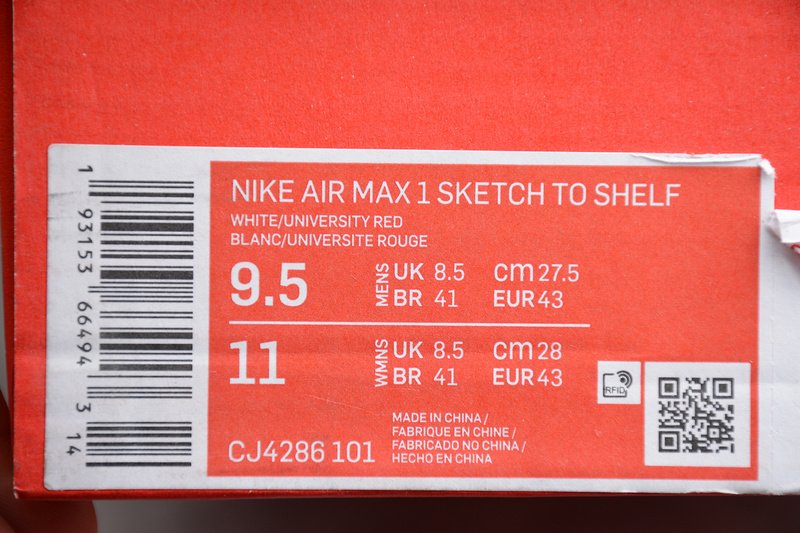 NIKE AIR MAX 1 SKETCH TO SHELF
WHITE/UNIVERSITY RED
BLANC/UNIVERSITE ROUGE
9.5 MENS UK 8.5 cm 27.5
BR 41 EUR 43
11 WMNS UK 8.5 cm 28
BR 41 EUR 43
MADE IN CHINA /
FABRIQUE EN CHINE /
FABRICADO NO CHINA /
HECHO EN CHINA
CJ4286 101
RFID
1 93153 66494 3 14